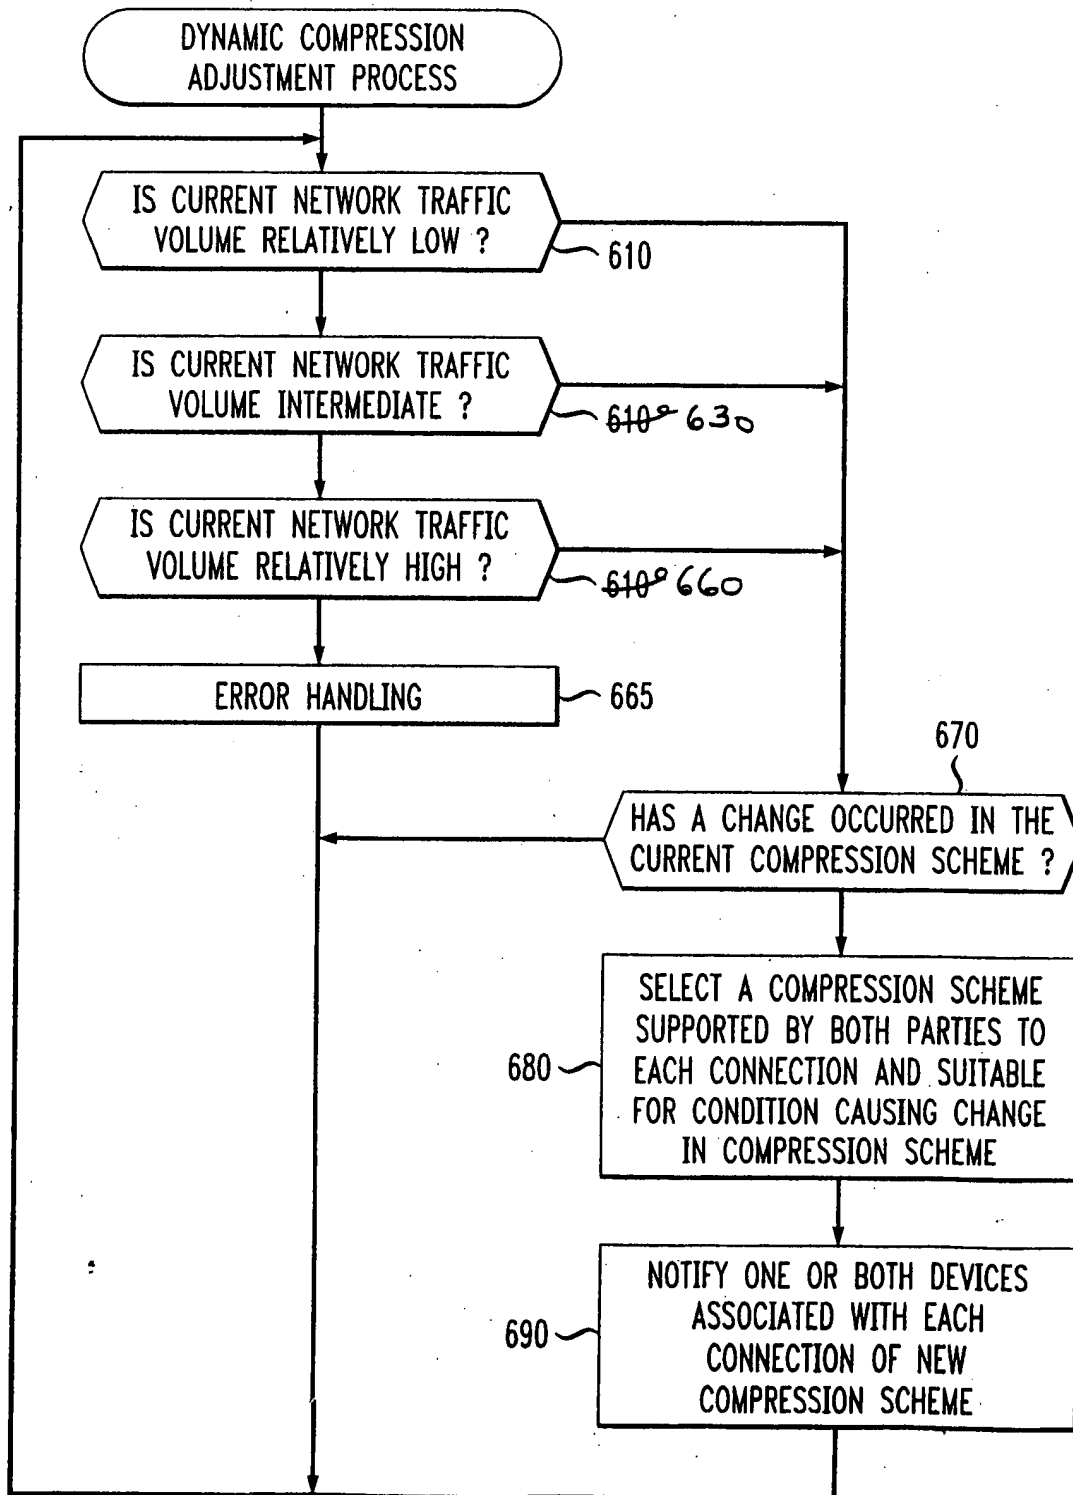 DYNAMIC COMPRESSION
ADJUSTMENT PROCESS
IS CURRENT NETWORK TRAFFIC
VOLUME RELATIVELY LOW ?
610
IS CURRENT NETWORK TRAFFIC
VOLUME INTERMEDIATE ?
610 630
IS CURRENT NETWORK TRAFFIC
VOLUME RELATIVELY HIGH ?
610 660
ERROR HANDLING
665
670
HAS A CHANGE OCCURRED IN THE
CURRENT COMPRESSION SCHEME ?
SELECT A COMPRESSION SCHEME
SUPPORTED BY BOTH PARTIES TO
EACH CONNECTION AND SUITABLE
FOR CONDITION CAUSING CHANGE
IN COMPRESSION SCHEME
680
NOTIFY ONE OR BOTH DEVICES
ASSOCIATED WITH EACH
CONNECTION OF NEW
COMPRESSION SCHEME
690